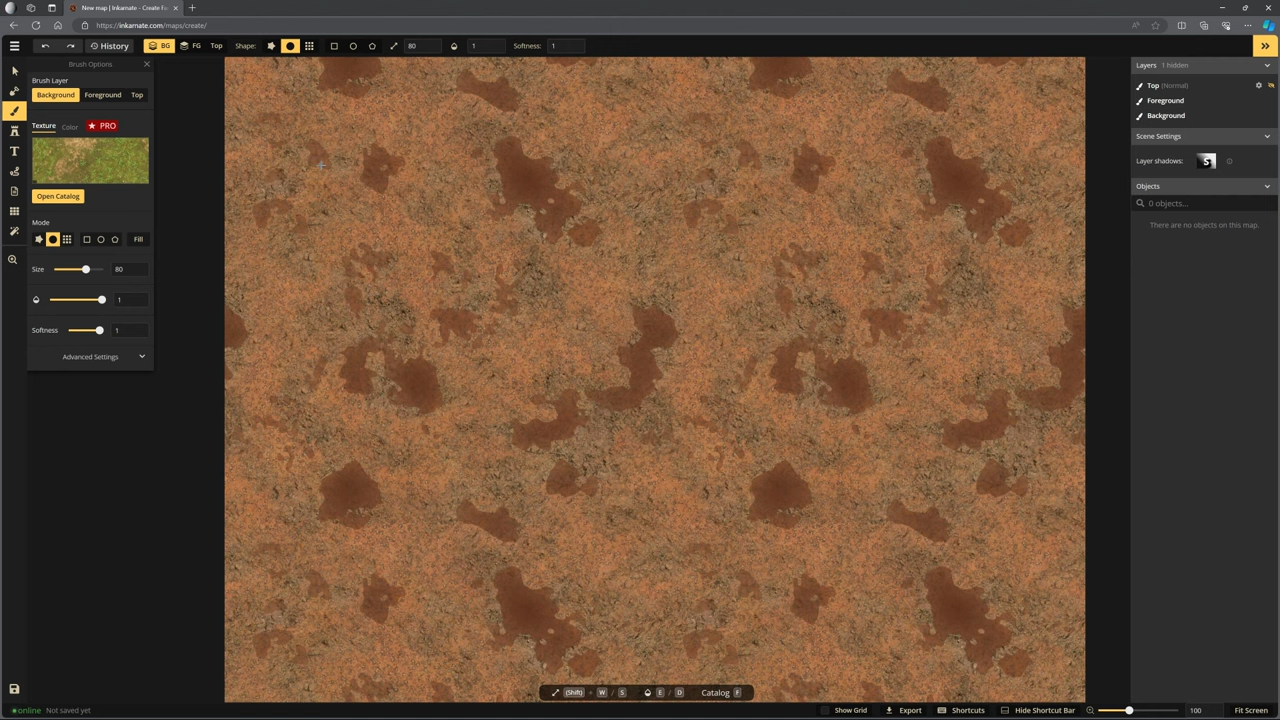 New map | Inkarnate - Create Fa
https://inkarnate.com/maps/create/
History
BG
FG
Top
Shape:
80
1
Softness:
1
Brush Options
Brush Layer
Background
Foreground
Top
Texture
Color
PRO
Open Catalog
Mode
Fill
Size
80
1
Softness
1
Advanced Settings
Layers 1 hidden
Top (Normal)
Foreground
Background
Scene Settings
Layer shadows:
S
Objects
0 objects...
There are no objects on this map.
(Shift) + W / S
E / D
Catalog F
online Not saved yet
Show Grid
Export
Shortcuts
Hide Shortcut Bar
100
Fit Screen